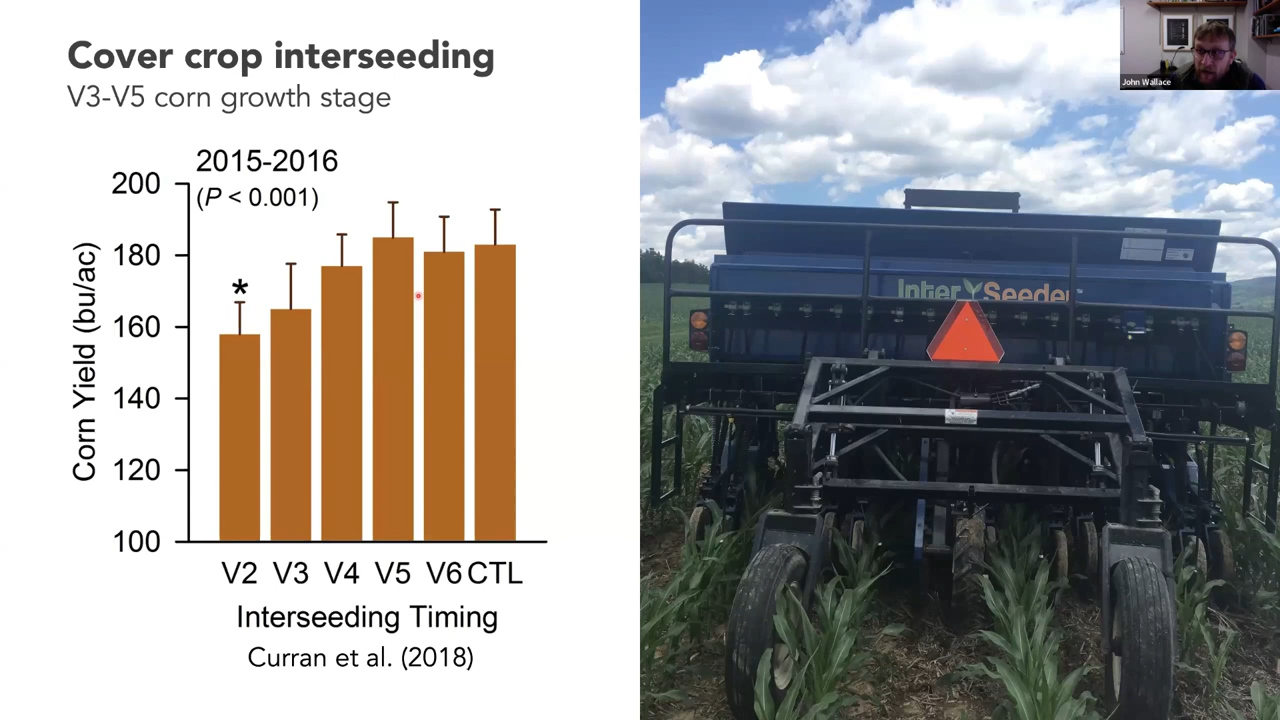 Cover crop interseeding
V3-V5 corn growth stage
2015-2016
(P < 0.001)
200
180
160
140
120
100
Corn Yield (bu/ac)
*
V2 V3 V4 V5 V6 CTL
Interseeding Timing
Curran et al. (2018)
InterSeeder
John Wallace